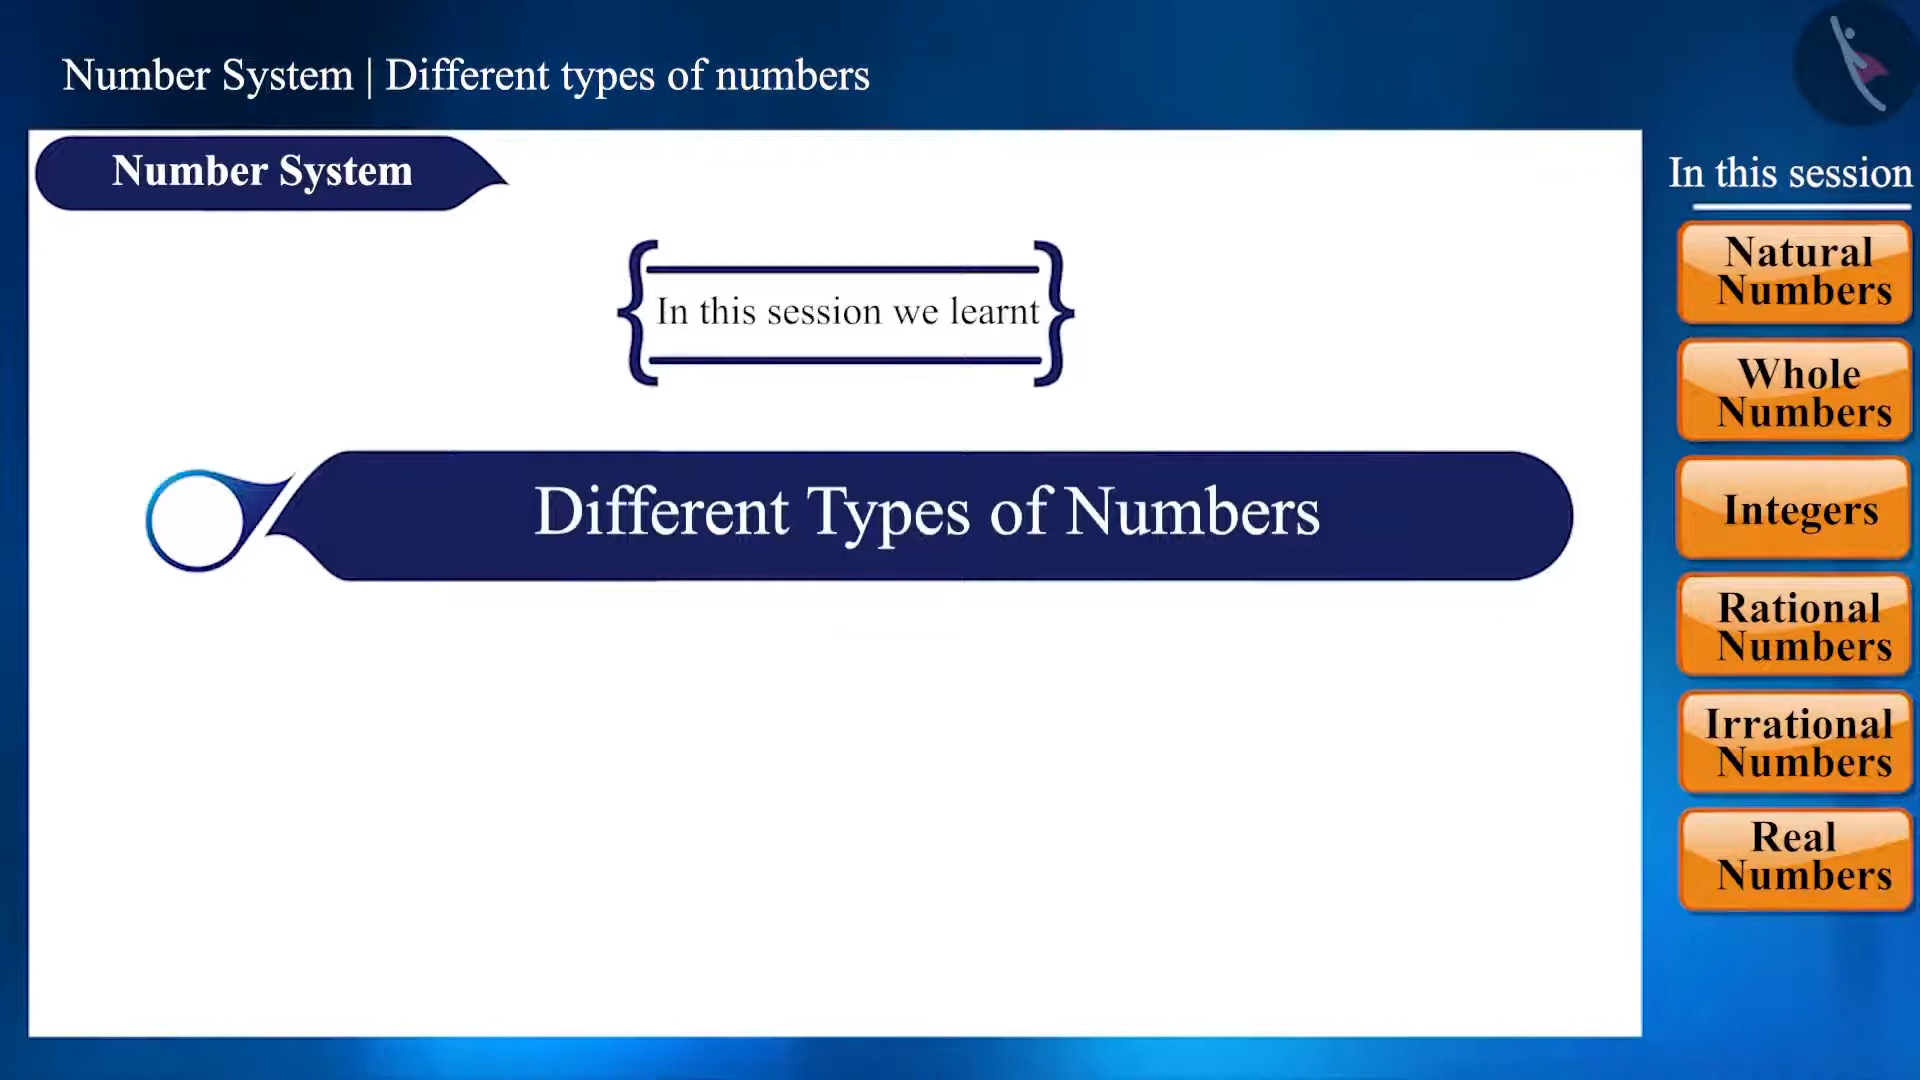 Number System | Different types of numbers
Number System
In this session we learnt
Different Types of Numbers
In this session
Natural
Numbers
Whole
Numbers
Integers
Rational
Numbers
Irrational
Numbers
Real
Numbers